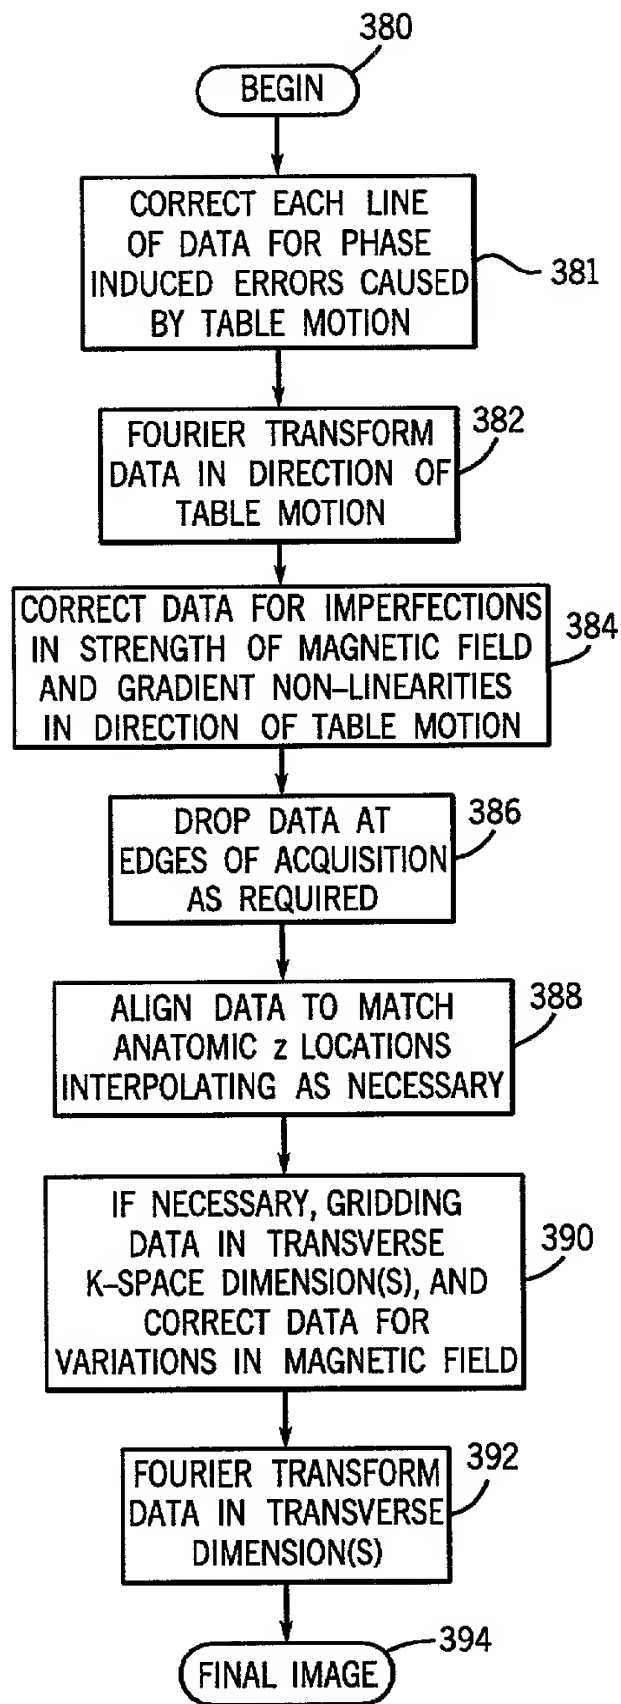 380
BEGIN
CORRECT EACH LINE
OF DATA FOR PHASE
INDUCED ERRORS CAUSED
BY TABLE MOTION
381
FOURIER TRANSFORM
DATA IN DIRECTION OF
TABLE MOTION
382
CORRECT DATA FOR IMPERFECTIONS
IN STRENGTH OF MAGNETIC FIELD
AND GRADIENT NON-LINEARITIES
IN DIRECTION OF TABLE MOTION
384
DROP DATA AT
EDGES OF ACQUISITION
AS REQUIRED
386
ALIGN DATA TO MATCH
ANATOMIC z LOCATIONS
INTERPOLATING AS NECESSARY
388
IF NECESSARY, GRIDDING
DATA IN TRANSVERSE
K-SPACE DIMENSION(S), AND
CORRECT DATA FOR
VARIATIONS IN MAGNETIC FIELD
390
FOURIER TRANSFORM
DATA IN TRANSVERSE
DIMENSION(S)
392
FINAL IMAGE
394